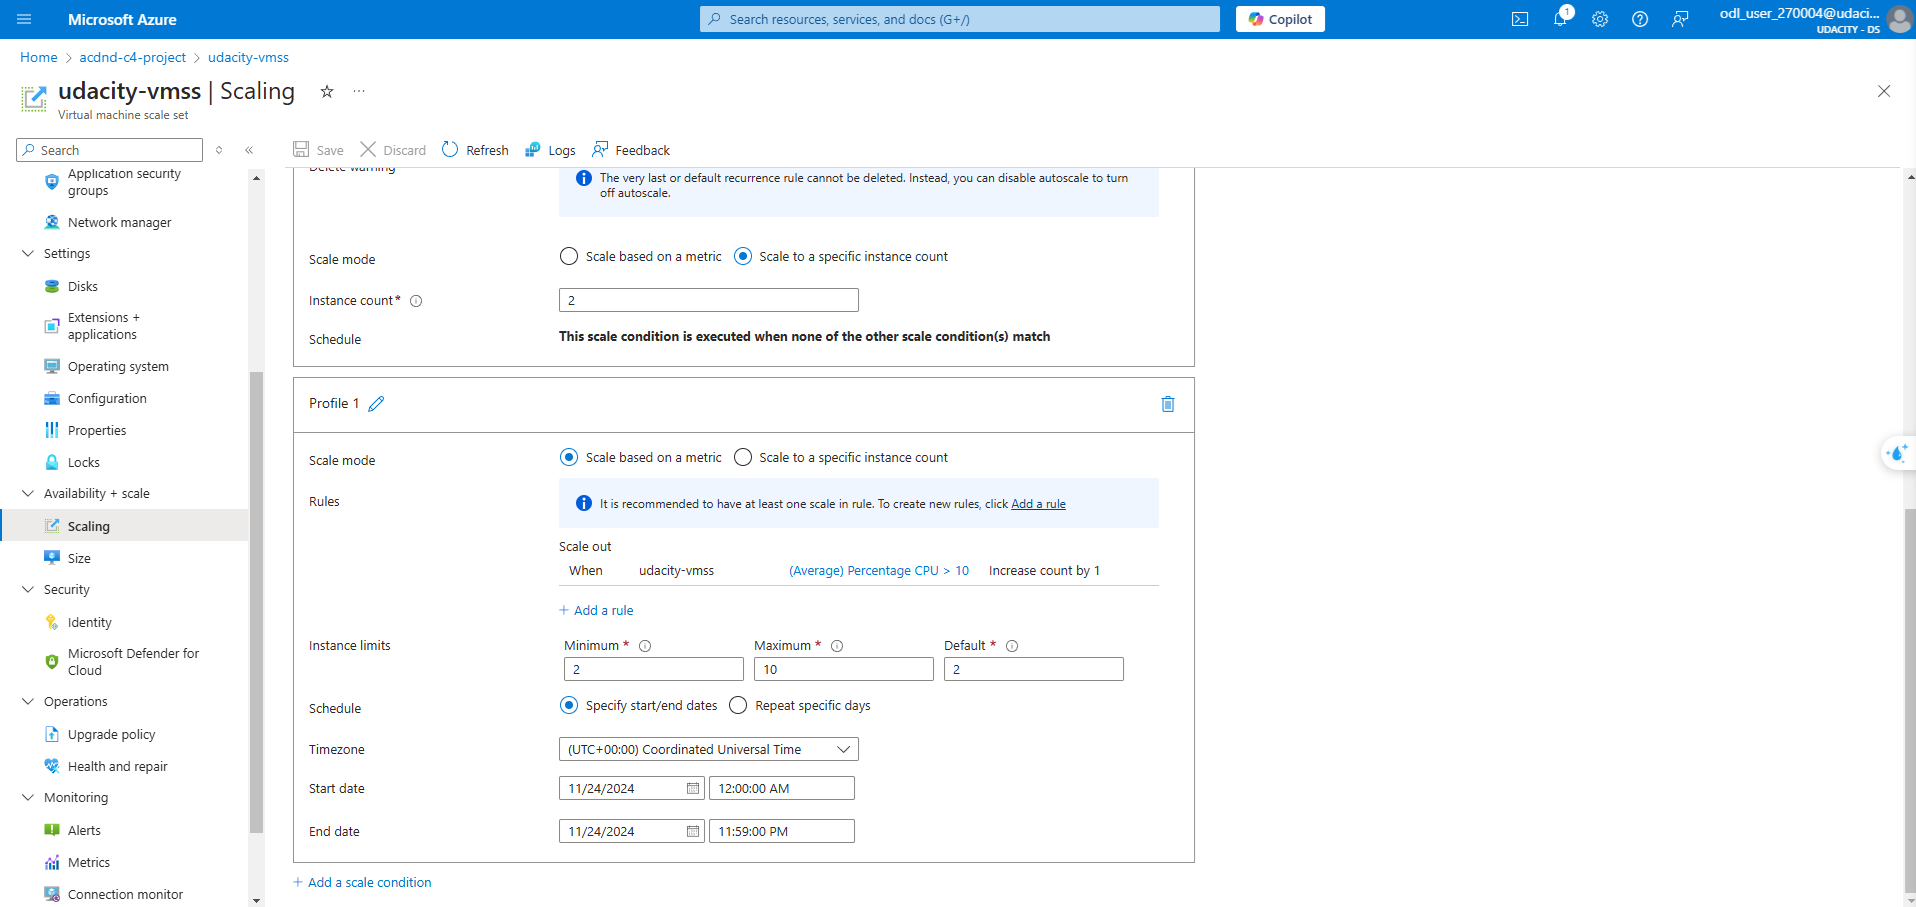 Microsoft Azure
Search resources, services, and docs (G+/)
Copilot
1
odl_user_270004@udaci...
UDACITY - DS
Home > acdnd-c4-project > udacity-vmss
udacity-vmss | Scaling
Virtual machine scale set
Search
Save
Discard
Refresh
Logs
Feedback
Application security
groups
Network manager
Settings
Disks
Extensions +
applications
Operating system
Configuration
Properties
Locks
Availability + scale
Scaling
Size
Security
Identity
Microsoft Defender for
Cloud
Operations
Upgrade policy
Health and repair
Monitoring
Alerts
Metrics
Connection monitor
Delete warning
The very last or default recurrence rule cannot be deleted. Instead, you can disable autoscale to turn
off autoscale.
Scale mode
Scale based on a metric
Scale to a specific instance count
Instance count*
2
Schedule
This scale condition is executed when none of the other scale condition(s) match
Profile 1
Scale mode
Scale based on a metric
Scale to a specific instance count
Rules
It is recommended to have at least one scale in rule. To create new rules, click Add a rule
Scale out
When udacity-vmss (Average) Percentage CPU > 10 Increase count by 1
+ Add a rule
Instance limits
Minimum *
Maximum *
Default *
2
10
2
Schedule
Specify start/end dates
Repeat specific days
Timezone
(UTC+00:00) Coordinated Universal Time
Start date
11/24/2024
12:00:00 AM
End date
11/24/2024
11:59:00 PM
+ Add a scale condition